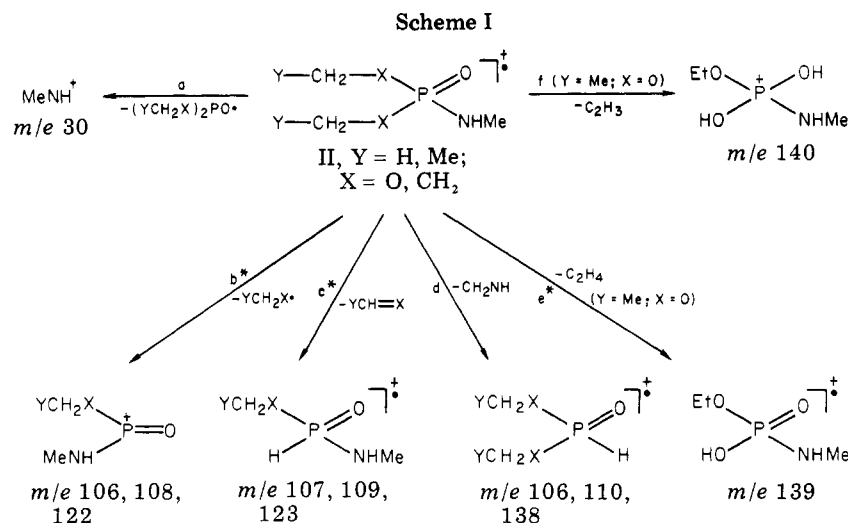 Scheme I
MeNH⁺
m/e 30
a
−(YCH₂X)₂PO•
Y—CH₂—X
Y—CH₂—X
P
O
NHMe
⁺•
II, Y = H, Me;
X = O, CH₂
f (Y = Me; X = O)
−C₂H₃
EtO
OH
P⁺
HO
NHMe
m/e 140
b*
−YCH₂X•
c*
−YCH=X
d
−CH₂NH
e*
−C₂H₄
(Y = Me; X = O)
YCH₂X
P⁺=O
MeNH
m/e 106, 108,
122
YCH₂X
O
P
H
NHMe
⁺•
m/e 107, 109,
123
YCH₂X
O
P
YCH₂X
H
⁺•
m/e 106, 110,
138
EtO
O
P
HO
NHMe
⁺•
m/e 139